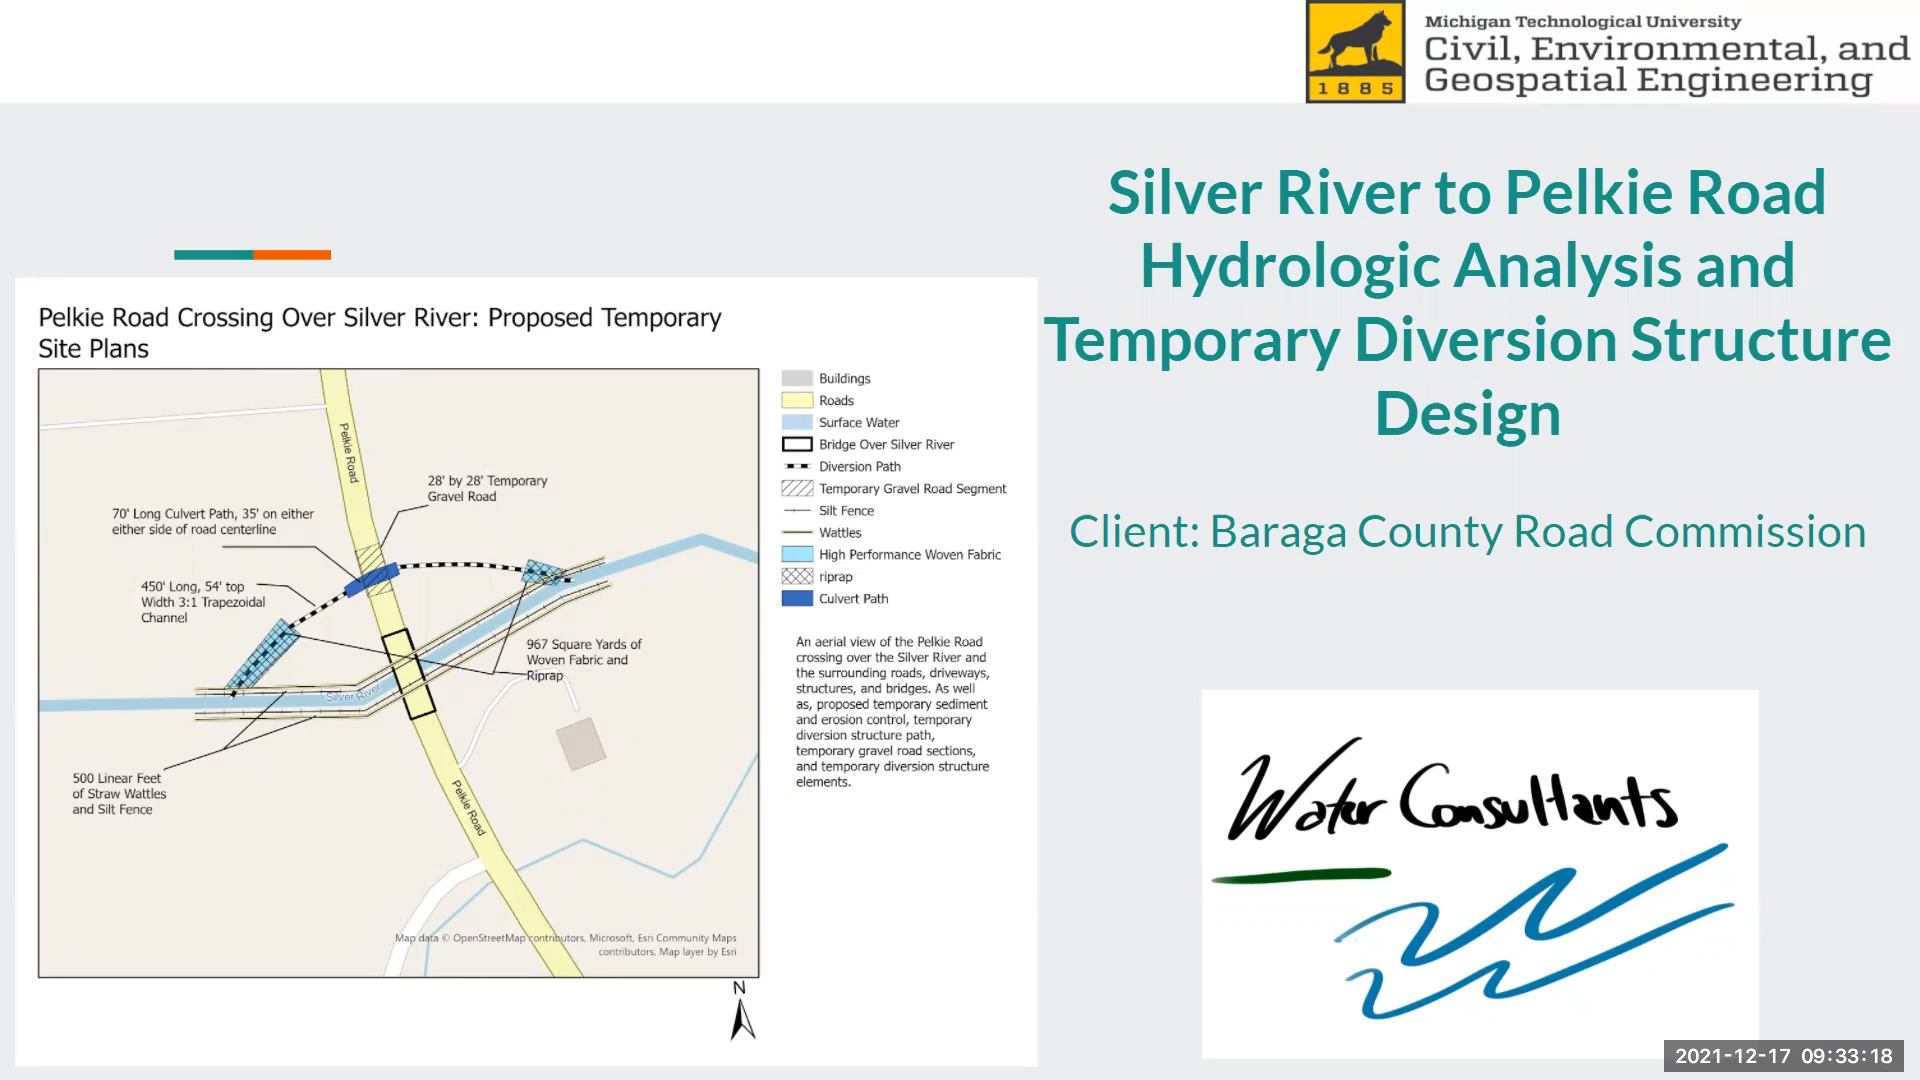 Michigan Technological University
Civil, Environmental, and
Geospatial Engineering
1885
Silver River to Pelkie Road
Hydrologic Analysis and
Temporary Diversion Structure
Design
Client: Baraga County Road Commission
Pelkie Road Crossing Over Silver River: Proposed Temporary
Site Plans
Pelkie Road
28' by 28' Temporary
Gravel Road
70' Long Culvert Path, 35' on either
either side of road centerline
450' Long, 54' top
Width 3:1 Trapezoidal
Channel
967 Square Yards of
Woven Fabric and
Riprap
Silver River
500 Linear Feet
of Straw Wattles
and Silt Fence
Pelkie Road
Map data © OpenStreetMap contributors, Microsoft, Esri Community Maps
contributors, Map layer by Esri
N
Buildings
Roads
Surface Water
Bridge Over Silver River
Diversion Path
Temporary Gravel Road Segment
Silt Fence
Wattles
High Performance Woven Fabric
riprap
Culvert Path
An aerial view of the Pelkie Road
crossing over the Silver River and
the surrounding roads, driveways,
structures, and bridges. As well
as, proposed temporary sediment
and erosion control, temporary
diversion structure path,
temporary gravel road sections,
and temporary diversion structure
elements.
Water Consultants
2021-12-17 09:33:18